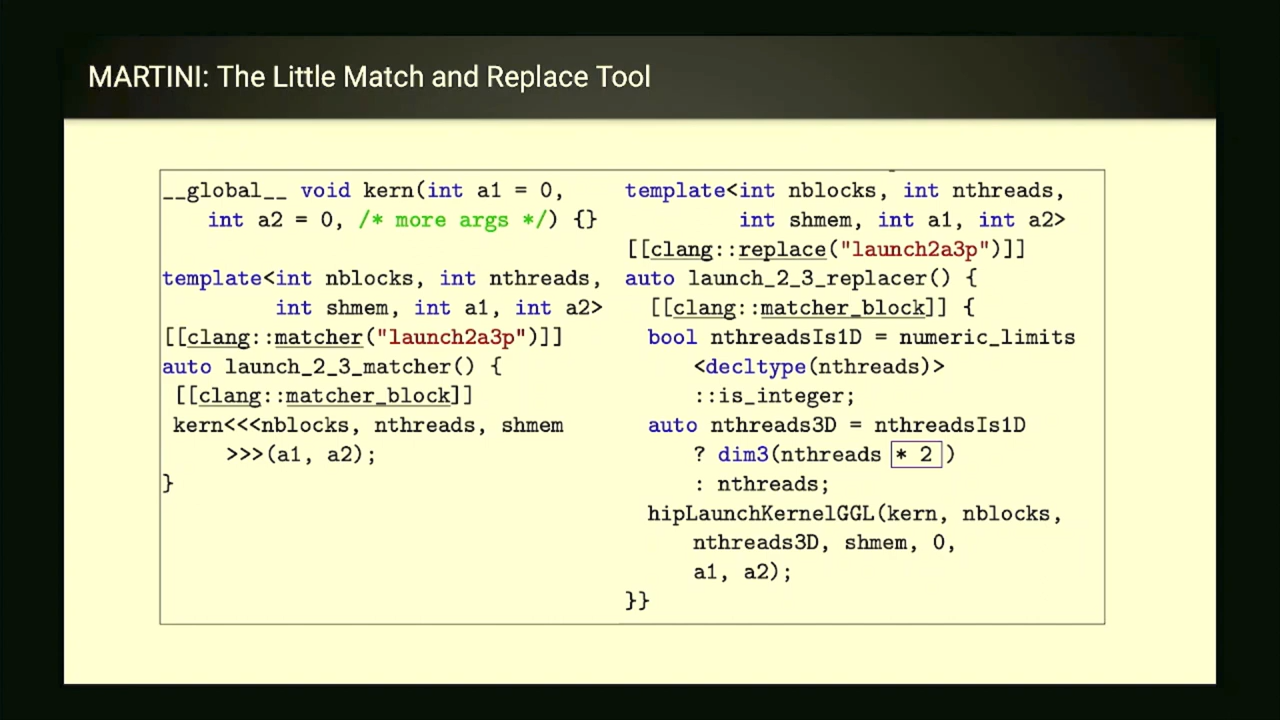 MARTINI: The Little Match and Replace Tool
__global__ void kern(int a1 = 0,
int a2 = 0, /* more args */) {}
template<int nblocks, int nthreads,
int shmem, int a1, int a2>
[[clang::matcher("launch2a3p")]]
auto launch_2_3_matcher() {
[[clang::matcher_block]]
kern<<<nblocks, nthreads, shmem
>>>(a1, a2);
}
template<int nblocks, int nthreads,
int shmem, int a1, int a2>
[[clang::replace("launch2a3p")]]
auto launch_2_3_replacer() {
[[clang::matcher_block]] {
bool nthreadsIs1D = numeric_limits
<decltype(nthreads)>
::is_integer;
auto nthreads3D = nthreadsIs1D
? dim3(nthreads * 2 )
: nthreads;
hipLaunchKernelGGL(kern, nblocks,
nthreads3D, shmem, 0,
a1, a2);
}}